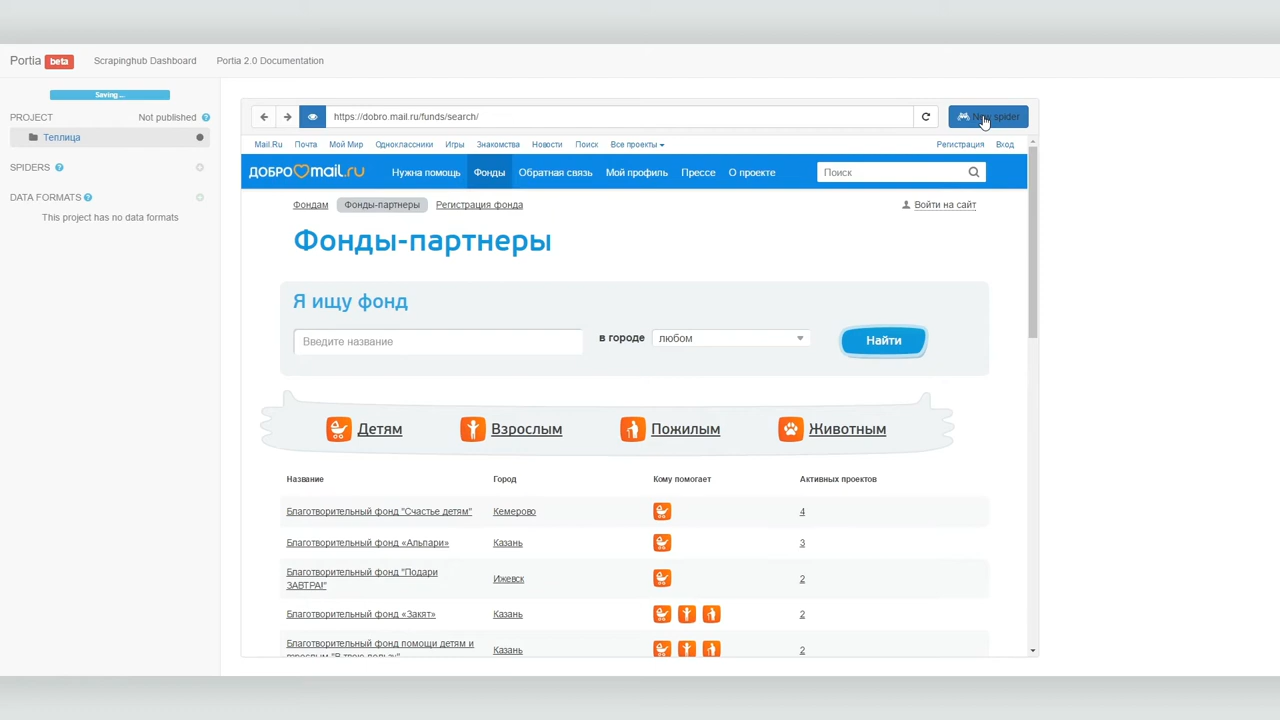 Portia beta Scrapinghub Dashboard Portia 2.0 Documentation
Saving...
PROJECT Not published ?
Теплица
SPIDERS ?
DATA FORMATS ?
This project has no data formats
https://dobro.mail.ru/funds/search/
New spider
Mail.Ru Почта Мой Мир Одноклассники Игры Знакомства Новости Поиск Все проекты Регистрация Вход
ДОБРО mail.ru Нужна помощь Фонды Обратная связь Мой профиль Прессе О проекте Поиск
Фондам Фонды-партнеры Регистрация фонда Войти на сайт
Фонды-партнеры
Я ищу фонд
Введите название в городе любом Найти
Детям Взрослым Пожилым Животным
Название Город Кому помогает Активных проектов
Благотворительный фонд "Счастье детям" Кемерово 4
Благотворительный фонд «Альпари» Казань 3
Благотворительный фонд "Подари
ЗАВТРА!" Ижевск 2
Благотворительный фонд «Закят» Казань 2
Благотворительный фонд помощи детям и
взрослым "В твою пользу" Казань 2